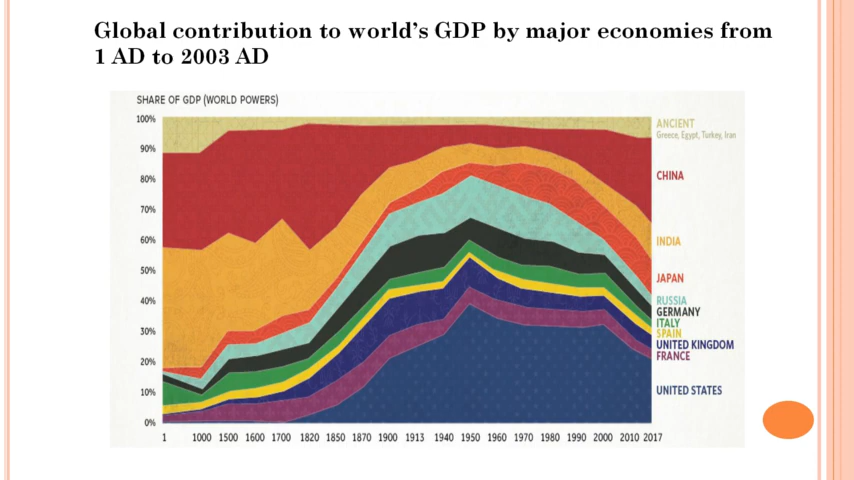 Global contribution to world's GDP by major economies from
1 AD to 2003 AD
SHARE OF GDP (WORLD POWERS)
100%
90%
80%
70%
60%
50%
40%
30%
20%
10%
0%
ANCIENT
Greece, Egypt, Turkey, Iran
CHINA
INDIA
JAPAN
RUSSIA
GERMANY
ITALY
SPAIN
UNITED KINGDOM
FRANCE
UNITED STATES
1 1000 1500 1600 1700 1820 1850 1870 1900 1913 1940 1950 1960 1970 1980 1990 2000 2010 2017